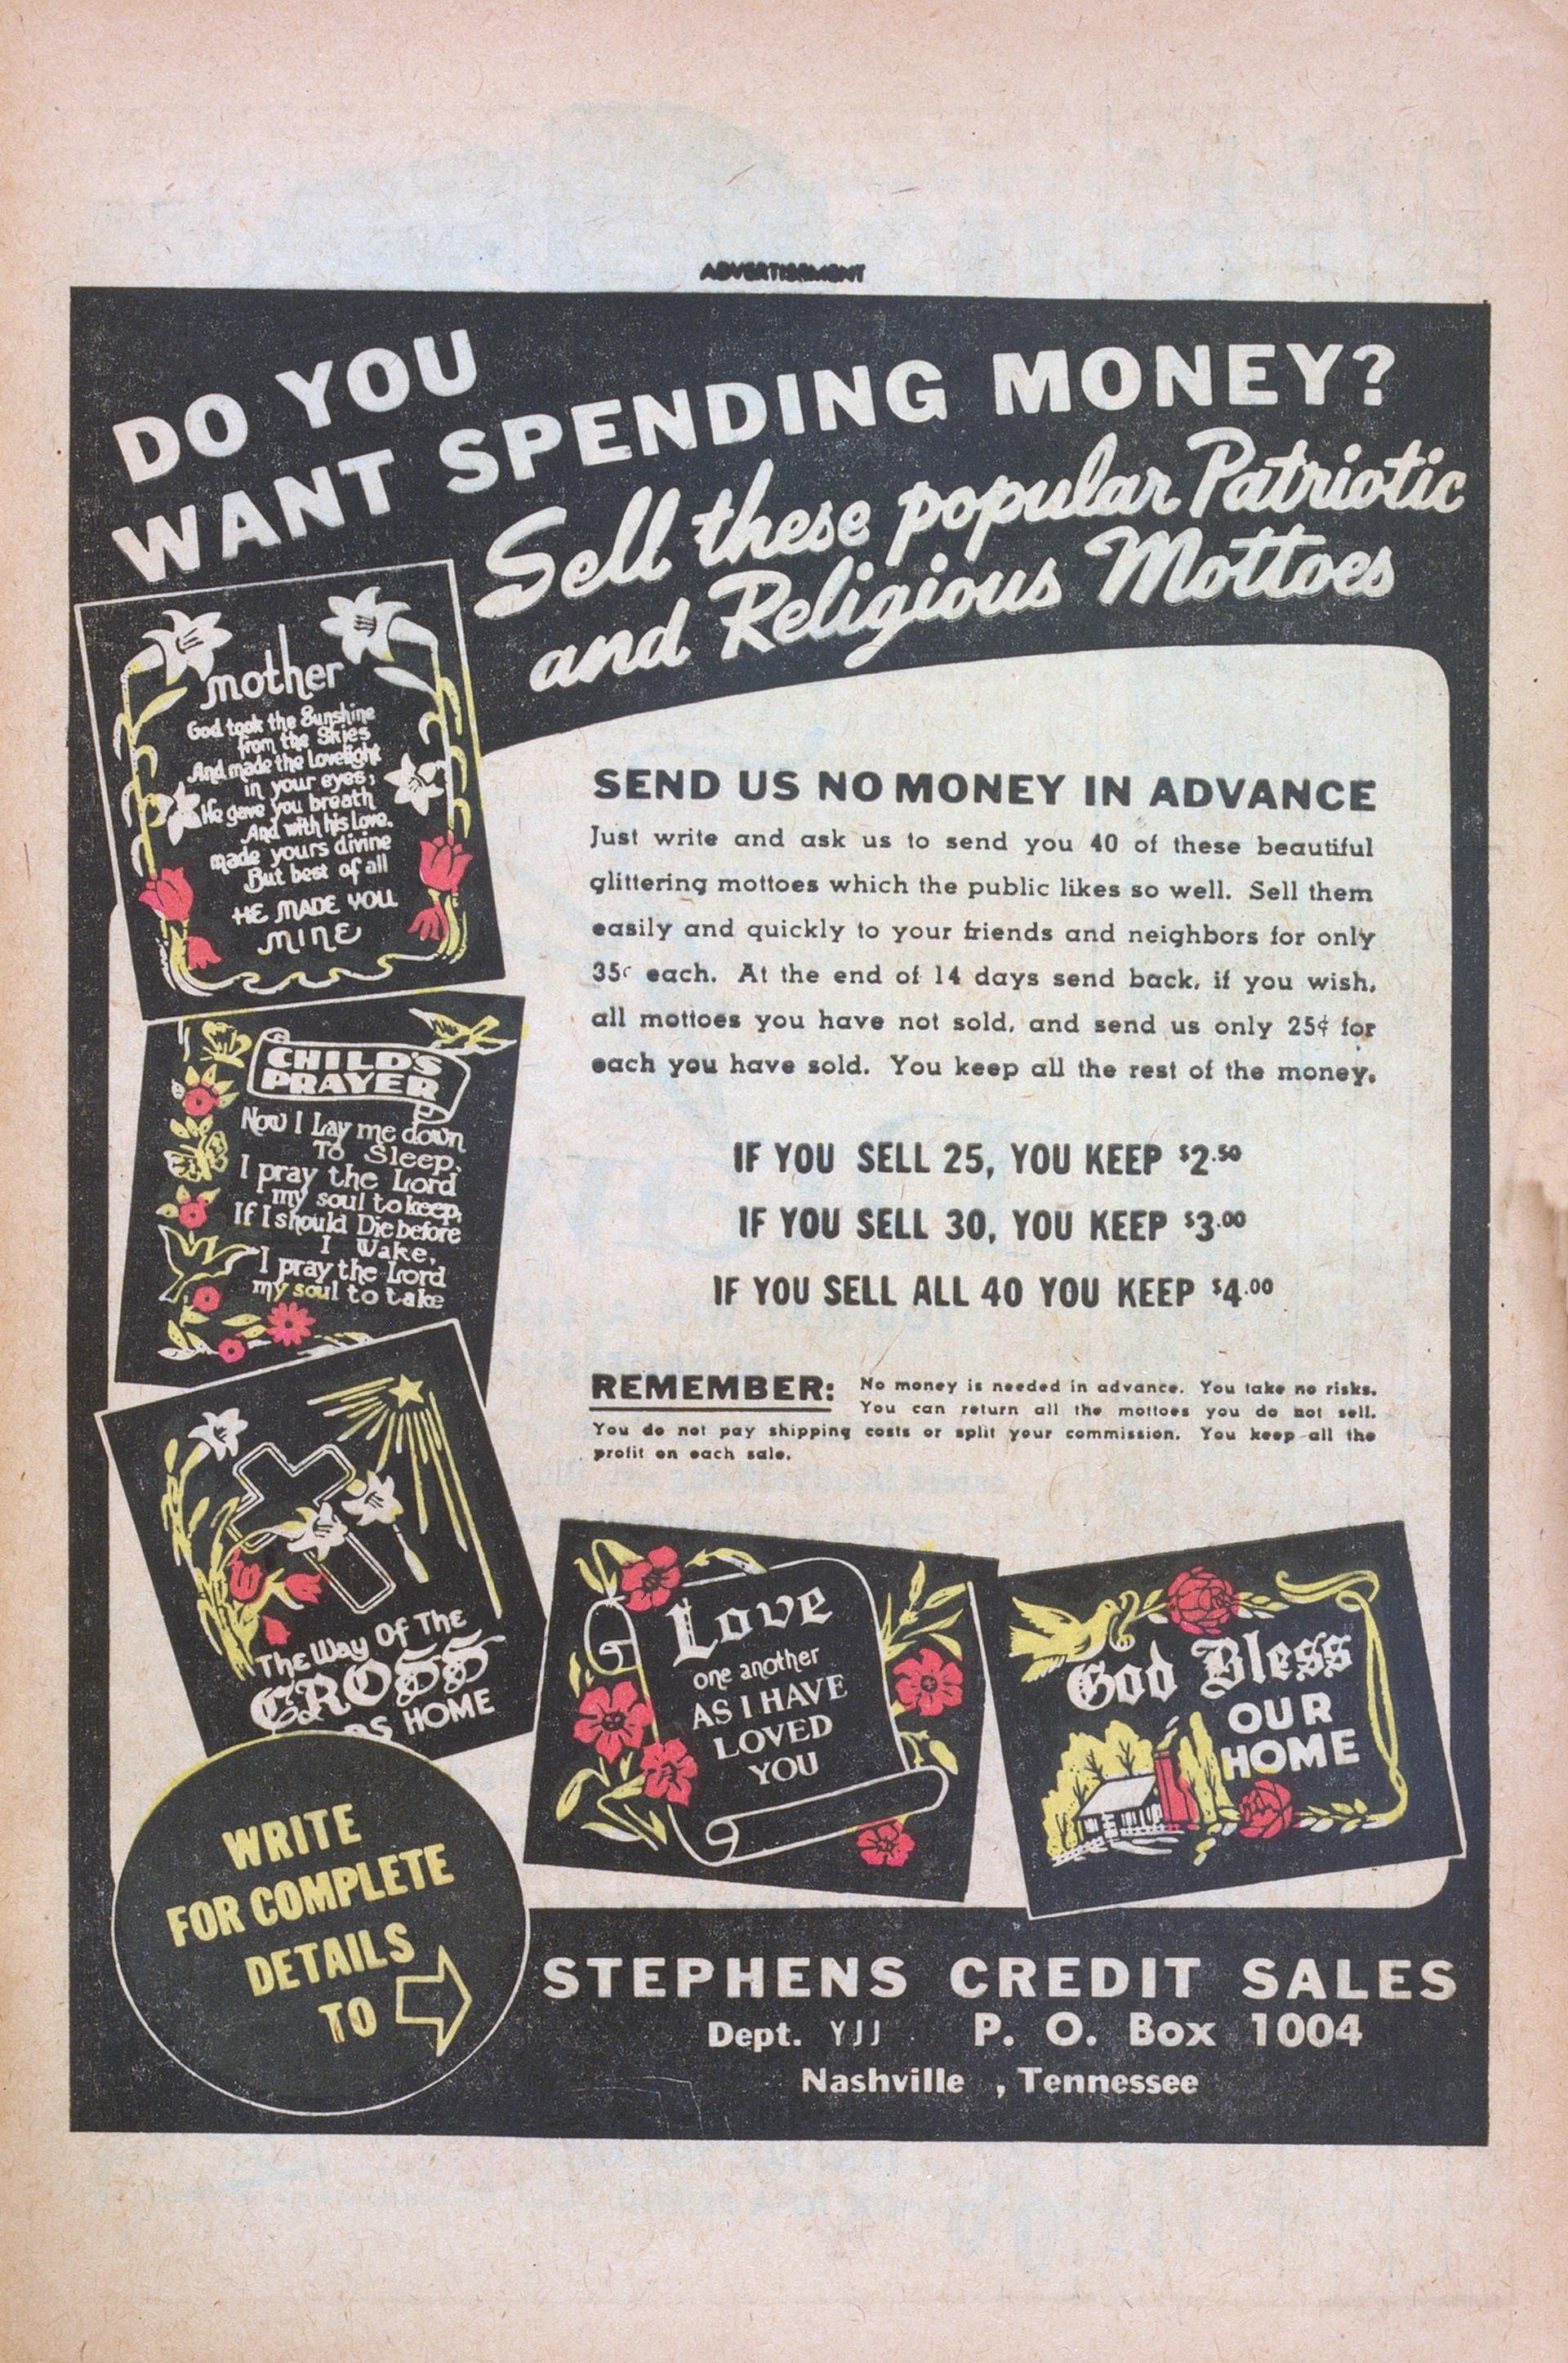 ADVERTISEMENT
DO YOU
WANT SPENDING MONEY?
Sell these popular Patriotic
and Religious Mottoes
mother
God took the Sunshine
from the Skies
And made the Lovelight
in your eyes;
He gave you breath
And with his Love.
made yours divine
But best of all
HE MADE YOU
MINE
CHILD'S
PRAYER
Now I Lay me down
To Sleep,
I pray the Lord
my soul to keep,
If I should Die before
I Wake,
I pray the Lord
my soul to take
The Way Of The
CROSS
DS HOME
SEND US NO MONEY IN ADVANCE
Just write and ask us to send you 40 of these beautiful
glittering mottoes which the public likes so well. Sell them
easily and quickly to your friends and neighbors for only
35¢ each. At the end of 14 days send back, if you wish,
all mottoes you have not sold, and send us only 25¢ for
each you have sold. You keep all the rest of the money.
IF YOU SELL 25, YOU KEEP $2.50
IF YOU SELL 30, YOU KEEP $3.00
IF YOU SELL ALL 40 YOU KEEP $4.00
REMEMBER: No money is needed in advance. You take no risks.
You can return all the mottoes you do not sell.
You do not pay shipping costs or split your commission. You keep all the
profit on each sale.
Love
one another
AS I HAVE
LOVED
YOU
God Bless
OUR
HOME
WRITE
FOR COMPLETE
DETAILS
TO
STEPHENS CREDIT SALES
Dept. YJJ P. O. Box 1004
Nashville , Tennessee